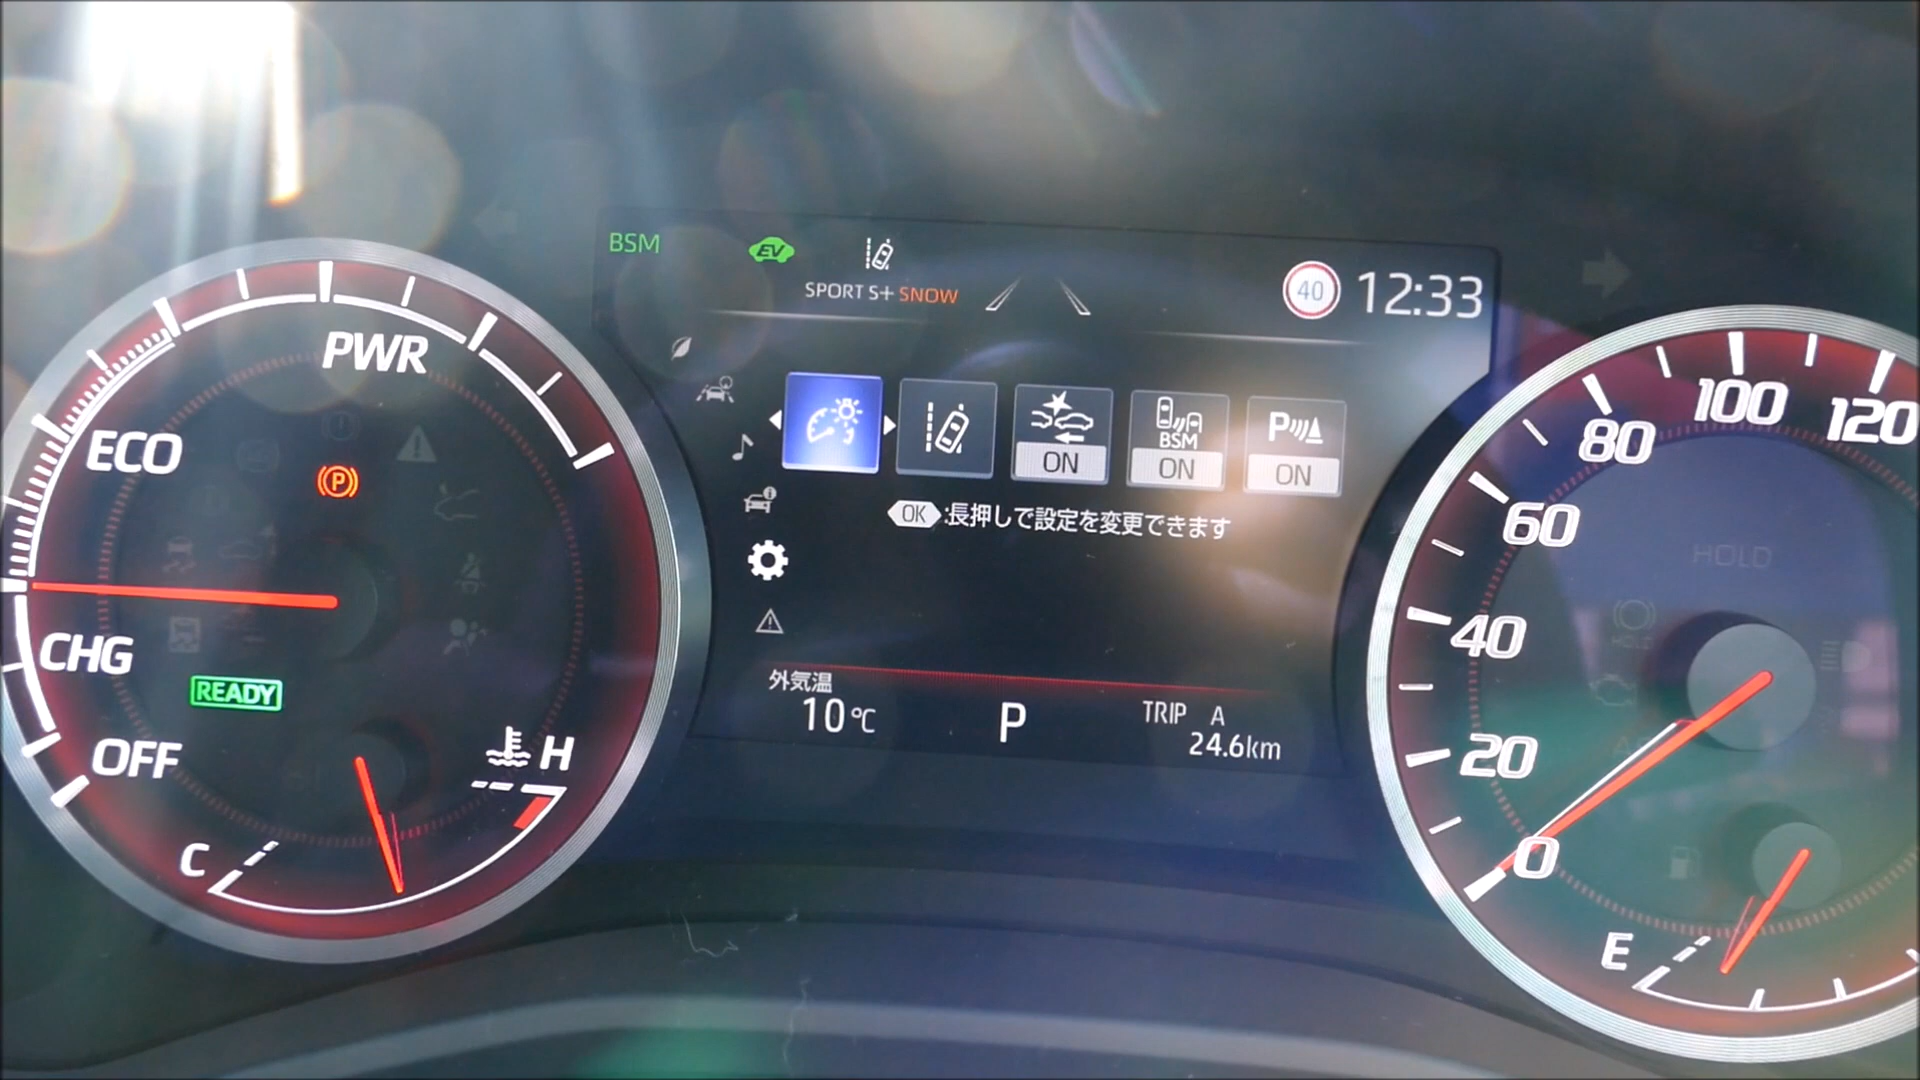 BSM
EV
SPORT S+ SNOW
40
12:33
PWR
ECO
CHG
OFF
READY
P
H
C
ON
BSM
ON
P
ON
OK :長押しで設定を変更できます
外気温
10℃
P
TRIP A
24.6km
0
20
40
60
80
100
120
HOLD
HOLD
E